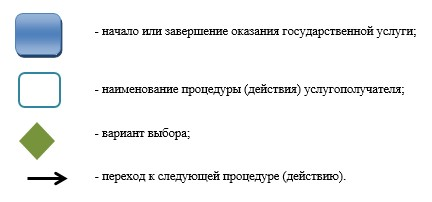 - начало или завершение оказания государственной услуги;
- наименование процедуры (действия) услугополучателя;
- вариант выбора;
- переход к следующей процедуре (действию).